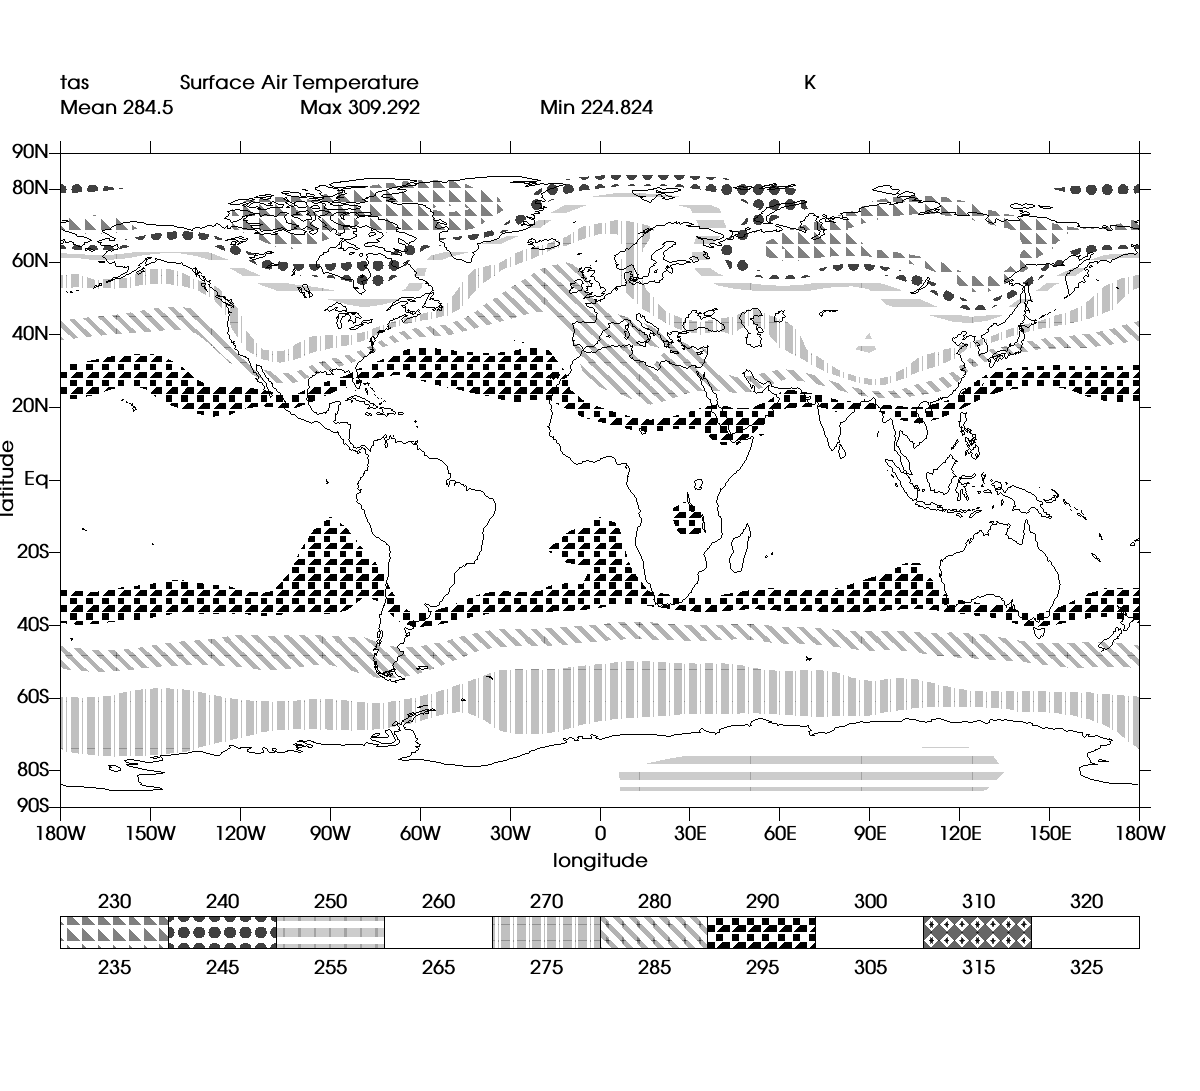 tas Surface Air Temperature K
Mean 284.5 Max 309.292 Min 224.824
90N
80N
60N
40N
20N
Eq
20S
40S
60S
80S
90S
latitude
180W 150W 120W 90W 60W 30W 0 30E 60E 90E 120E 150E 180W
longitude
230 240 250 260 270 280 290 300 310 320
235 245 255 265 275 285 295 305 315 325